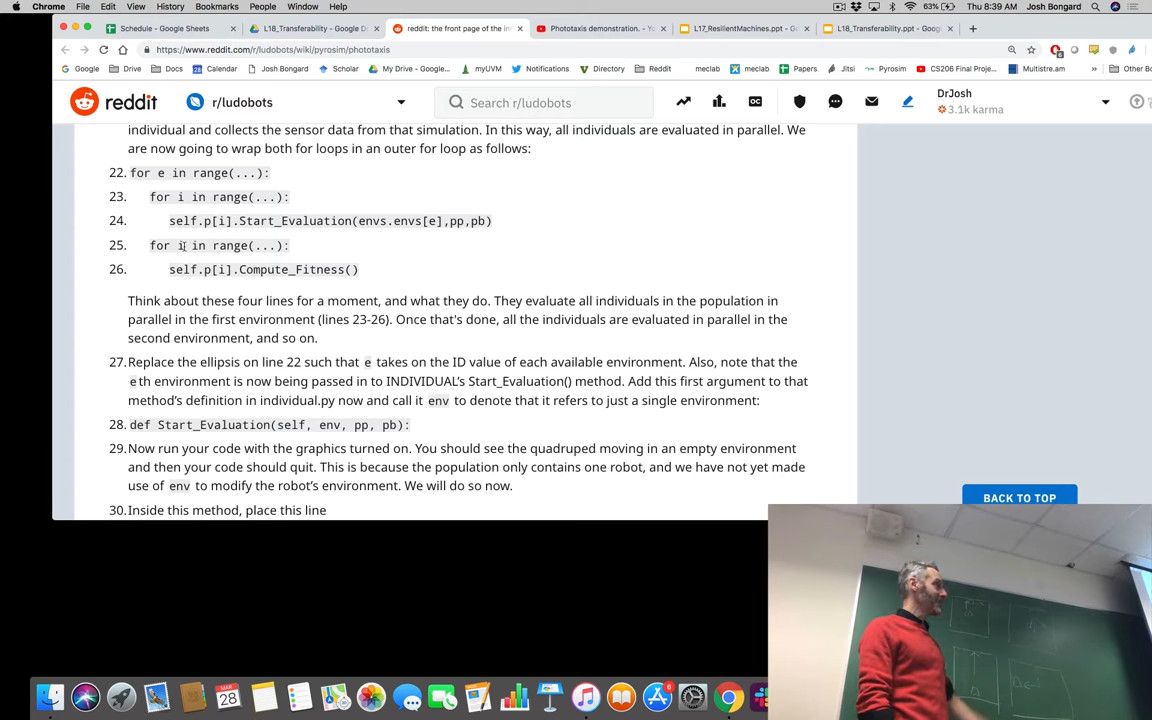 Chrome File Edit View History Bookmarks People Window Help 63% Thu 8:39 AM Josh Bongard
Schedule - Google Sheets L18_Transferability - Google D reddit: the front page of the in Phototaxis demonstration. - Yo L17_ResilientMachines.ppt - Go L18_Transferability.ppt - Goog
https://www.reddit.com/r/ludobots/wiki/pyrosim/phototaxis
Google Drive Docs Calendar Josh Bongard Scholar My Drive - Google... myUVM Notifications Directory Reddit meclab meclab Papers Jitsi Pyrosim CS206 Final Proje... Multistre.am Other Bo
reddit r/ludobots Search r/ludobots DrJosh
3.1k karma
individual and collects the sensor data from that simulation. In this way, all individuals are evaluated in parallel. We
are now going to wrap both for loops in an outer for loop as follows:
22. for e in range(...):
23. for i in range(...):
24. self.p[i].Start_Evaluation(envs.envs[e],pp,pb)
25. for i in range(...):
26. self.p[i].Compute_Fitness()
Think about these four lines for a moment, and what they do. They evaluate all individuals in the population in
parallel in the first environment (lines 23-26). Once that's done, all the individuals are evaluated in parallel in the
second environment, and so on.
27. Replace the ellipsis on line 22 such that e takes on the ID value of each available environment. Also, note that the
eth environment is now being passed in to INDIVIDUAL's Start_Evaluation() method. Add this first argument to that
method's definition in individual.py now and call it env to denote that it refers to just a single environment:
28. def Start_Evaluation(self, env, pp, pb):
29. Now run your code with the graphics turned on. You should see the quadruped moving in an empty environment
and then your code should quit. This is because the population only contains one robot, and we have not yet made
use of env to modify the robot's environment. We will do so now.
BACK TO TOP
30. Inside this method, place this line
MAR
28
6